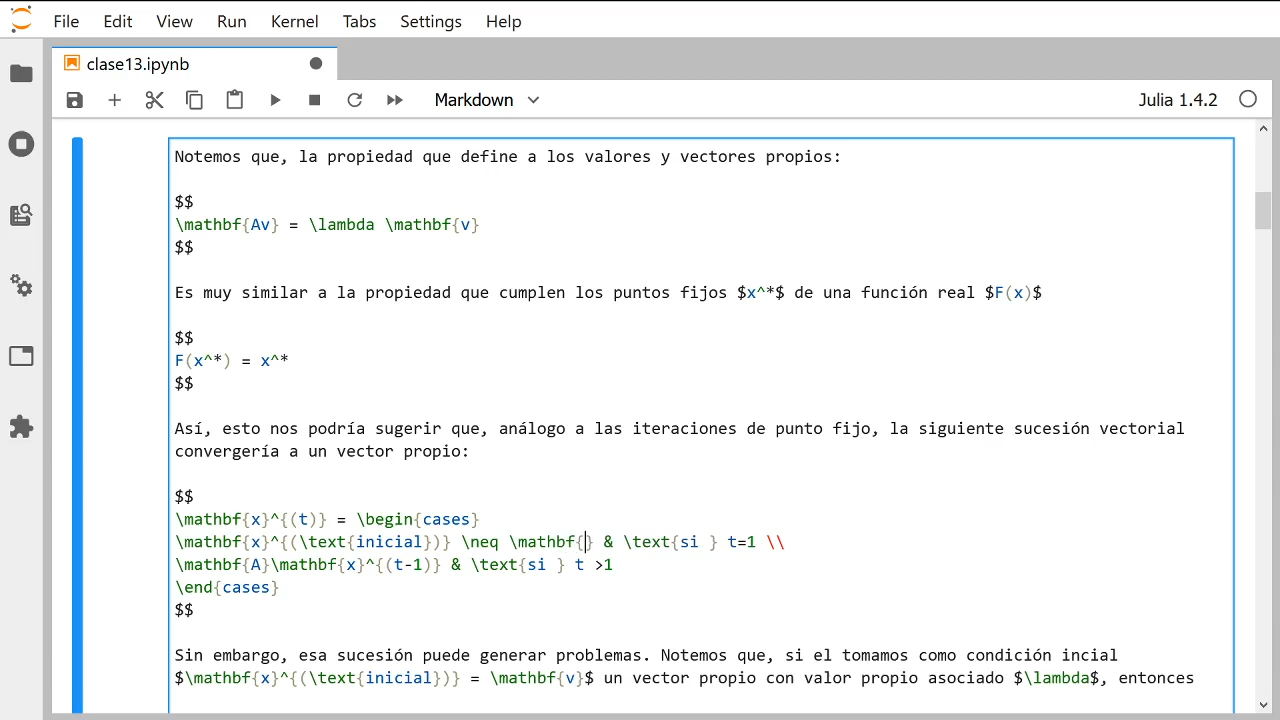 File Edit View Run Kernel Tabs Settings Help
clase13.ipynb
Markdown
Julia 1.4.2
Notemos que, la propiedad que define a los valores y vectores propios:
$$
\mathbf{Av} = \lambda \mathbf{v}
$$
Es muy similar a la propiedad que cumplen los puntos fijos $x^*$ de una función real $F(x)$
$$
F(x^*) = x^*
$$
Así, esto nos podría sugerir que, análogo a las iteraciones de punto fijo, la siguiente sucesión vectorial
convergería a un vector propio:
$$
\mathbf{x}^{(t)} = \begin{cases}
\mathbf{x}^{(\text{inicial})} \neq \mathbf{} & \text{si } t=1 \\
\mathbf{A}\mathbf{x}^{(t-1)} & \text{si } t >1
\end{cases}
$$
Sin embargo, esa sucesión puede generar problemas. Notemos que, si el tomamos como condición incial
$\mathbf{x}^{(\text{inicial})} = \mathbf{v}$ un vector propio con valor propio asociado $\lambda$, entonces